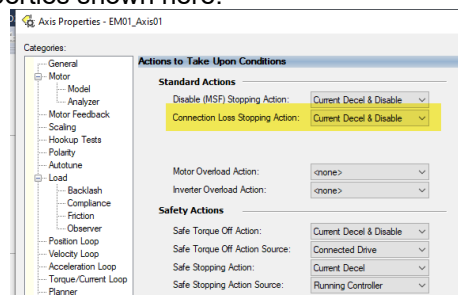 perties shown here.
Axis Properties - EM01_Axis01
Categories:
General
Motor
Model
Analyzer
Motor Feedback
Scaling
Hookup Tests
Polarity
Autotune
Load
Backlash
Compliance
Friction
Observer
Position Loop
Velocity Loop
Acceleration Loop
Torque/Current Loop
Planner
Actions to Take Upon Conditions
Standard Actions
Disable (MSF) Stopping Action: Current Decel & Disable
Connection Loss Stopping Action: Current Decel & Disable
Motor Overload Action: <none>
Inverter Overload Action: <none>
Safety Actions
Safe Torque Off Action: Current Decel & Disable
Safe Torque Off Action Source: Connected Drive
Safe Stopping Action: Current Decel
Safe Stopping Action Source: Running Controller